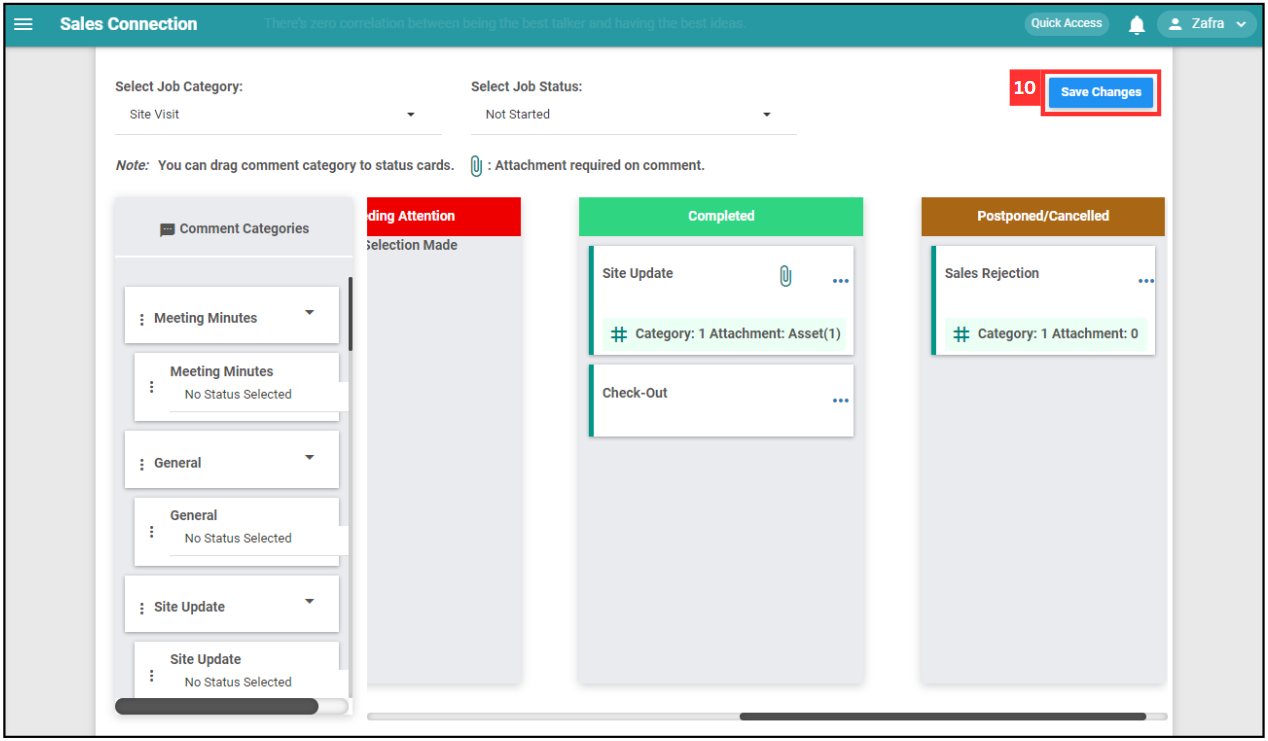 Sales Connection
There's zero correlation between being the best talker and having the best ideas.
Quick Access
Zafra
Select Job Category:
Select Job Status:
Site Visit
Not Started
10
Save Changes
Note: You can drag comment category to status cards.
: Attachment required on comment.
Comment Categories
Meeting Minutes
Meeting Minutes
No Status Selected
General
General
No Status Selected
Site Update
Site Update
No Status Selected
ding Attention
Selection Made
Completed
Site Update
Category: 1 Attachment: Asset(1)
Check-Out
Postponed/Cancelled
Sales Rejection
Category: 1 Attachment: 0